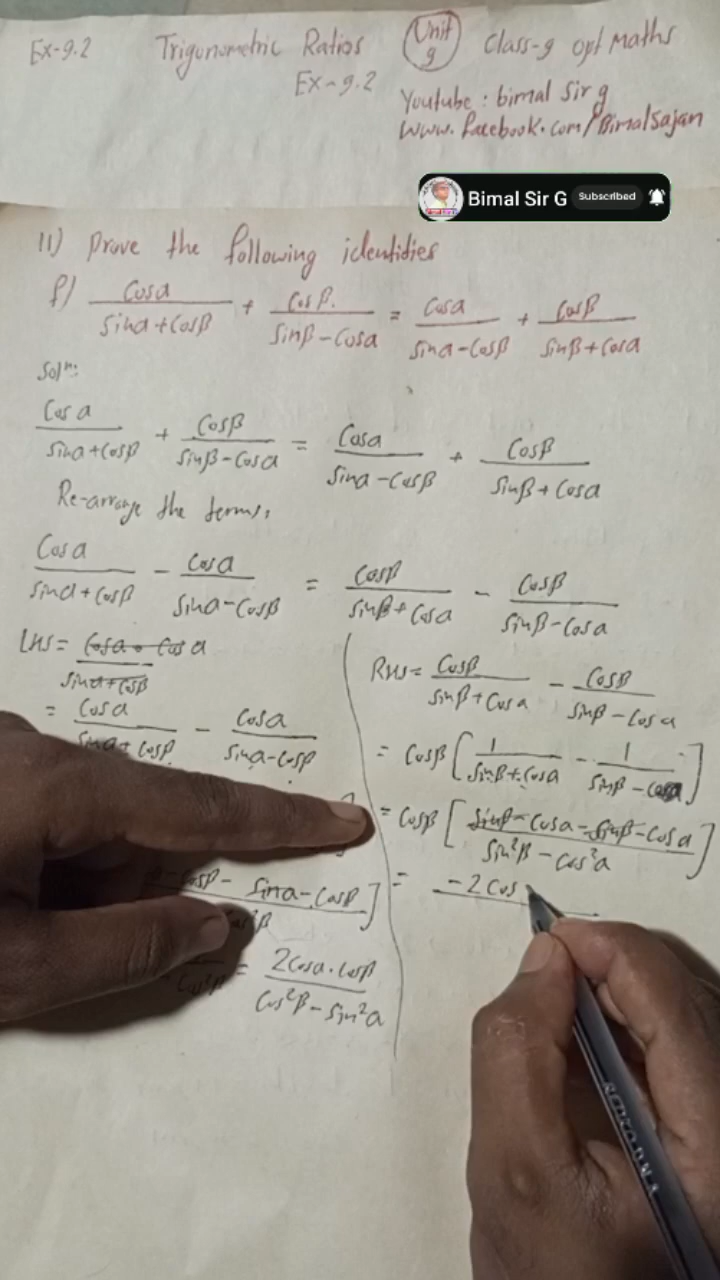 Ex-9.2 Trigonometric Ratios Unit 9 Class-9 opt Maths
Ex-9.2
Youtube : bimal sir g
www.facebook.com/Bimalsajan
Bimal Sir G Subscribed
11) Prove the following identities
f) Cosα/(sinα+Cosβ) + Cosβ/(sinβ-Cosα) = Cosα/(sinα-Cosβ) + Cosβ/(sinβ+Cosα)
Solⁿ:
Cosα/(sinα+Cosβ) + Cosβ/(sinβ-Cosα) = Cosα/(sinα-Cosβ) + Cosβ/(sinβ+Cosα)
Re-arrange the terms,
Cosα/(sinα+Cosβ) - Cosα/(sinα-Cosβ) = Cosβ/(sinβ+Cosα) - Cosβ/(sinβ-Cosα)
LHS =
= Cosα/(sinα+Cosβ) - Cosα/(sinα-Cosβ)
-Cosβ - sinα-Cosβ]
= 2Cosα.Cosβ/(Cos²β-sin²α)
RHS = Cosβ/(sinβ+Cosα) - Cosβ/(sinβ-Cosα)
= Cosβ[1/(sinβ+Cosα) - 1/(sinβ-Cosα)]
= Cosβ[(sinβ-Cosα-sinβ-Cosα)/(sin²β-Cos²α)]
= -2Cos